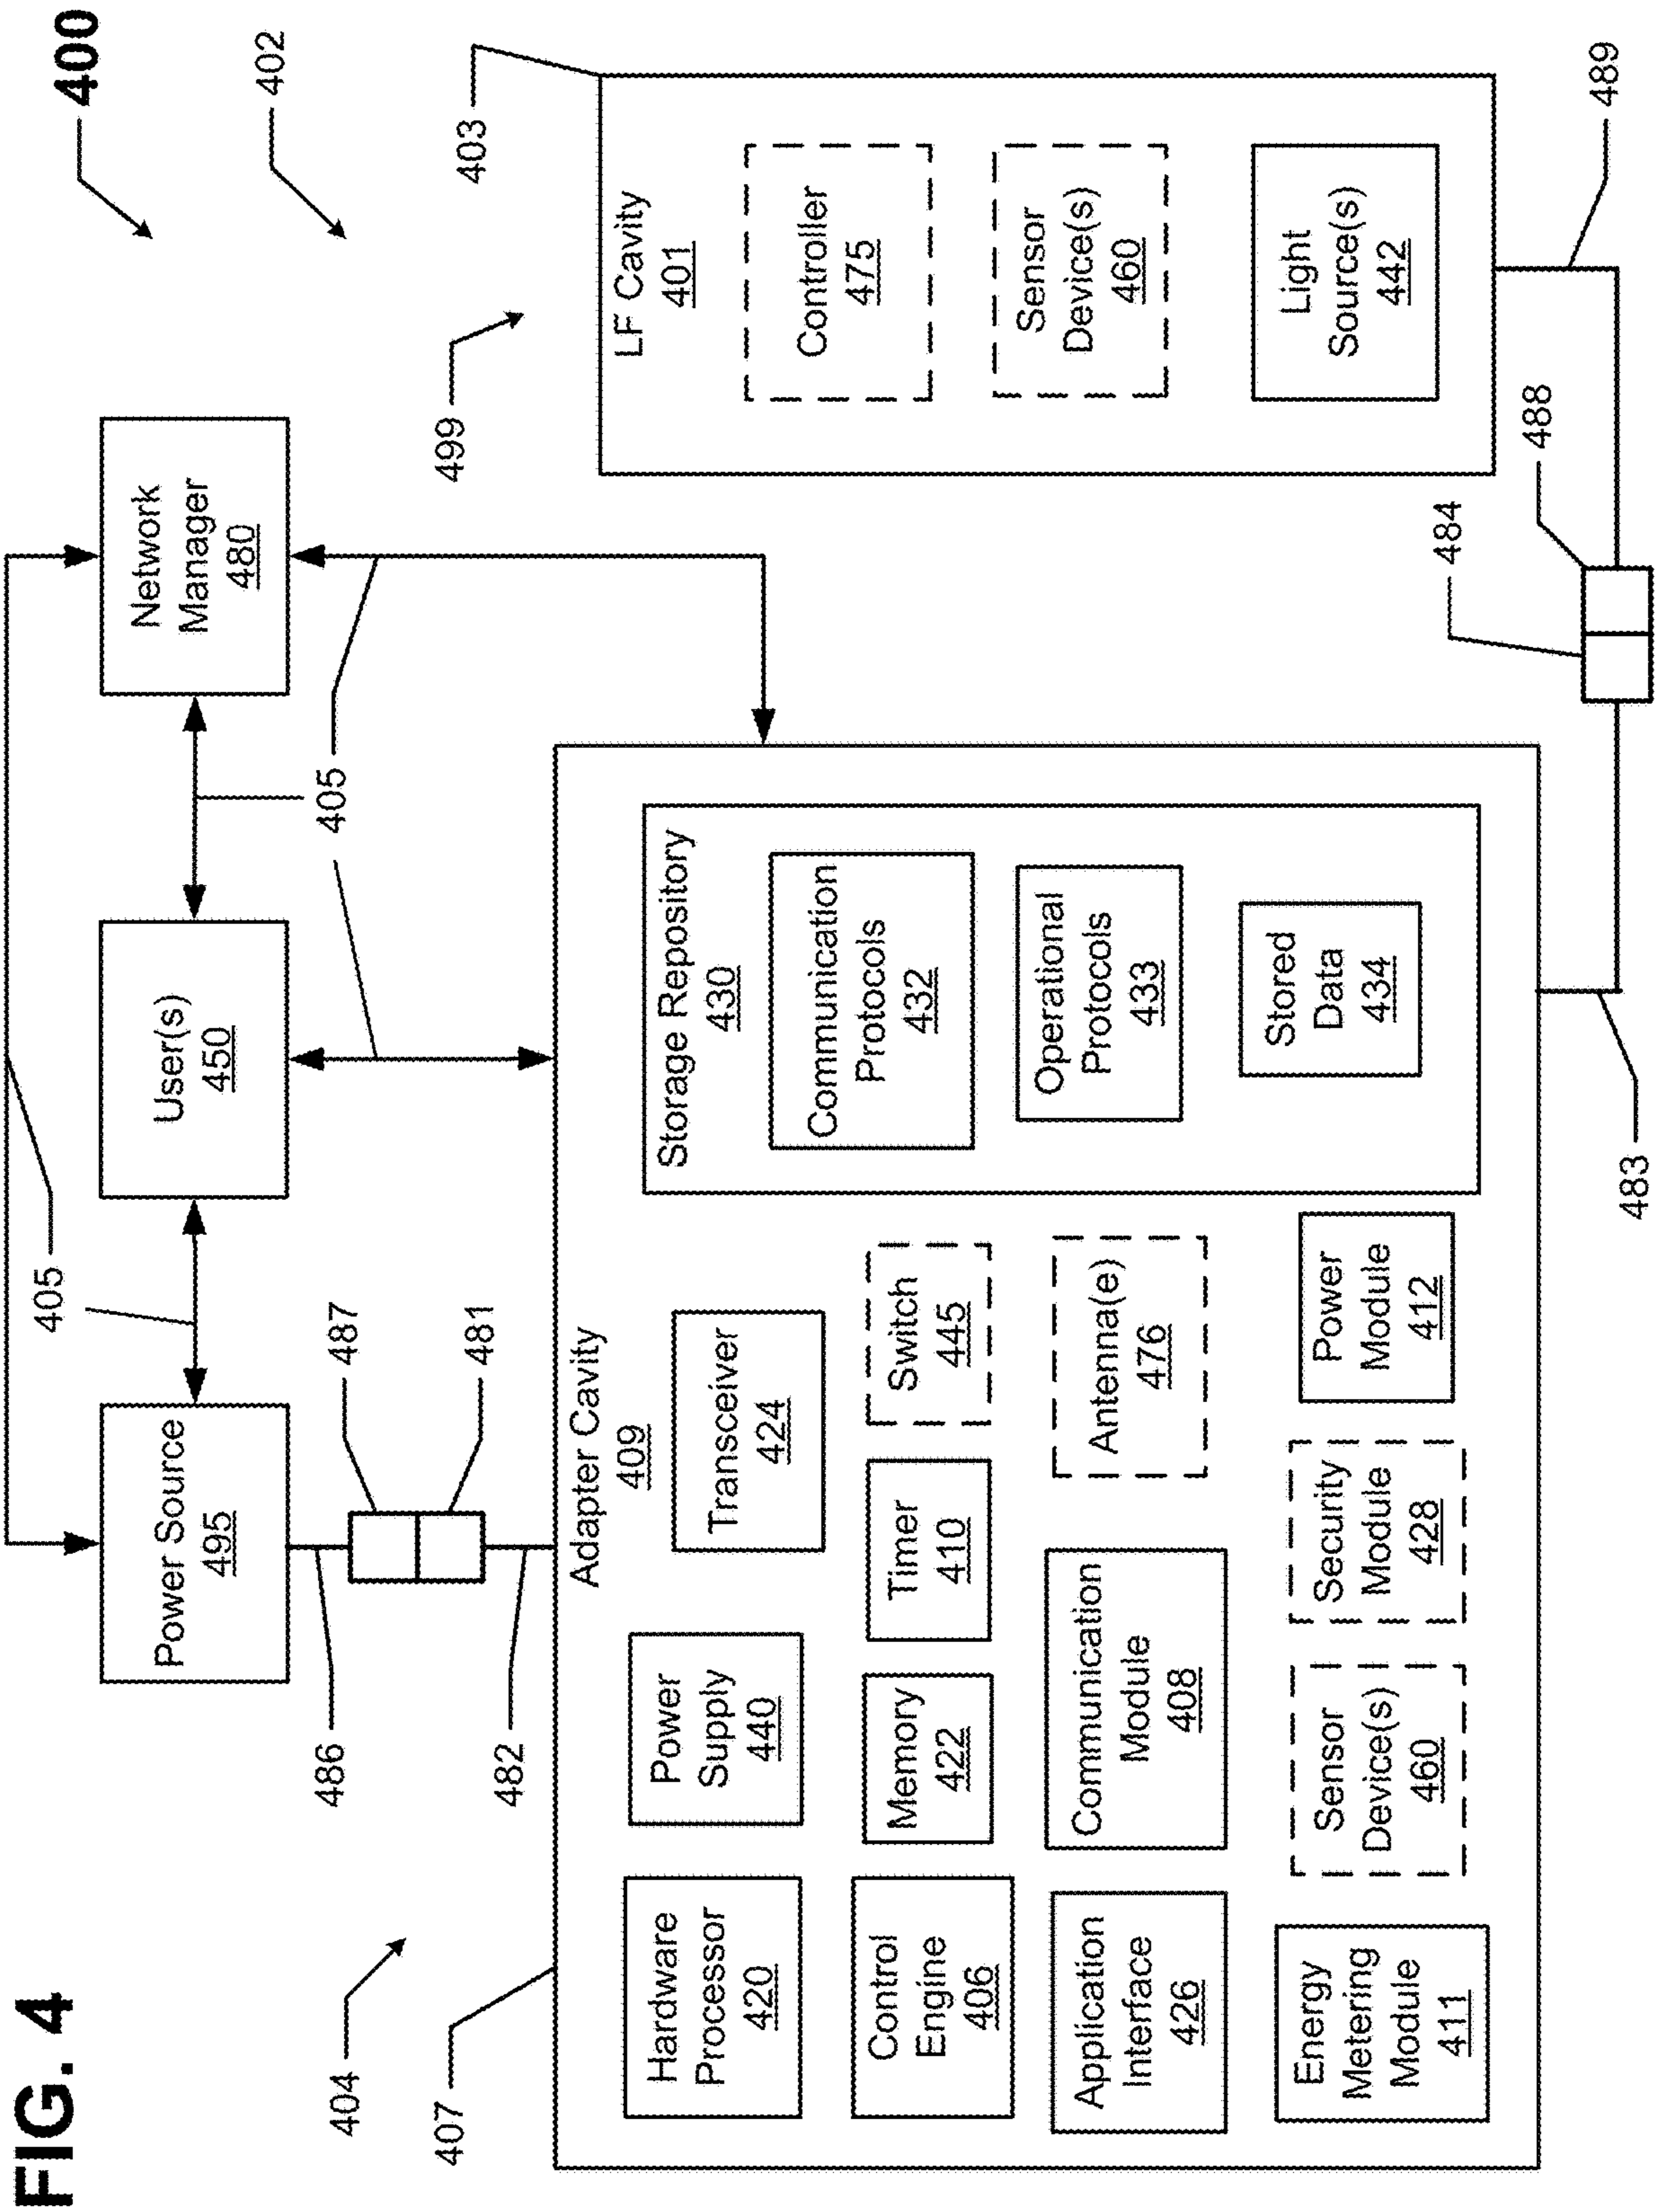 FIG. 4
400
402
404
407
405
405
Power Source
495
User(s)
450
Network
Manager
480
486
487
482
481
499
403
Adapter Cavity
409
Hardware
Processor
420
Power
Supply
440
Transceiver
424
Control
Engine
406
Memory
422
Timer
410
Switch
445
Application
Interface
426
Communication
Module
408
Antenna(e)
476
Energy
Metering
Module
411
Sensor
Device(s)
460
Security
Module
428
Power
Module
412
Storage Repository
430
Communication
Protocols
432
Operational
Protocols
433
Stored
Data
434
LF Cavity
401
Controller
475
Sensor
Device(s)
460
Light
Source(s)
442
483
484
488
489